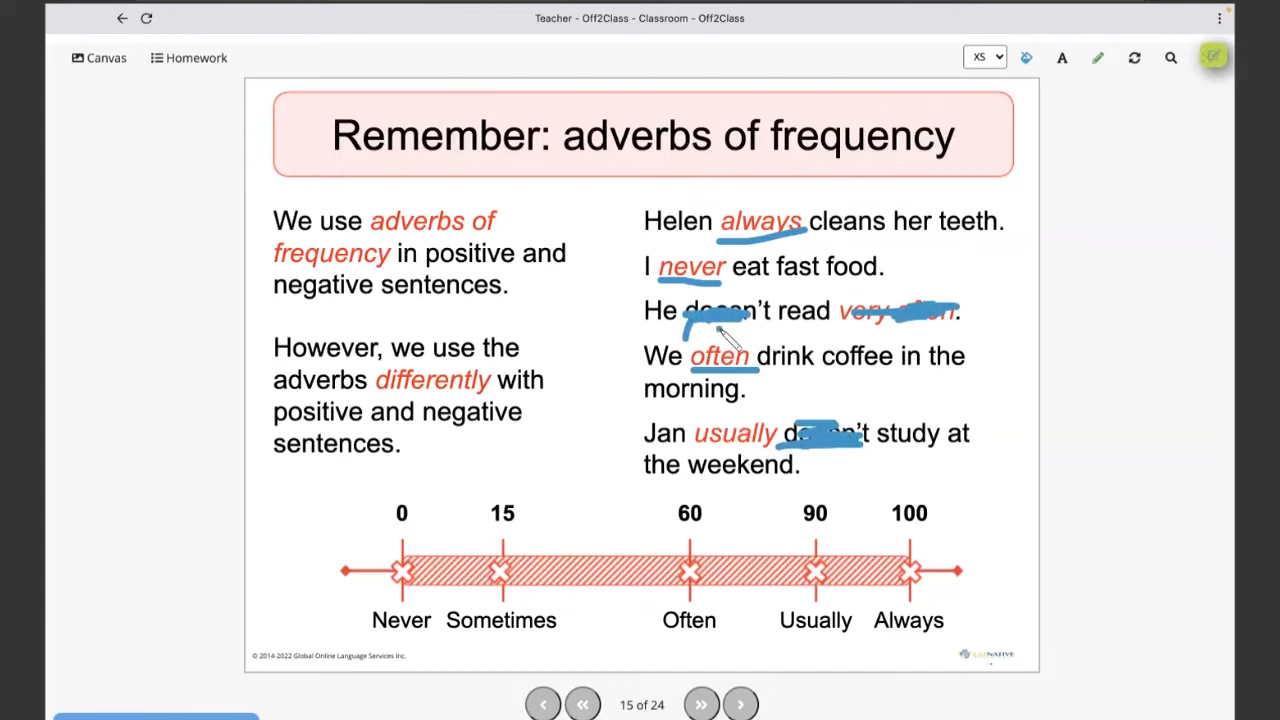 Teacher - Off2Class - Classroom - Off2Class
Canvas
Homework
XS
A
Remember: adverbs of frequency
We use adverbs of
frequency in positive and
negative sentences.
However, we use the
adverbs differently with
positive and negative
sentences.
Helen always cleans her teeth.
I never eat fast food.
He doesn't read very often.
We often drink coffee in the
morning.
Jan usually doesn't study at
the weekend.
0 15 60 90 100
Never Sometimes Often Usually Always
© 2014-2022 Global Online Language Services Inc.
15 of 24